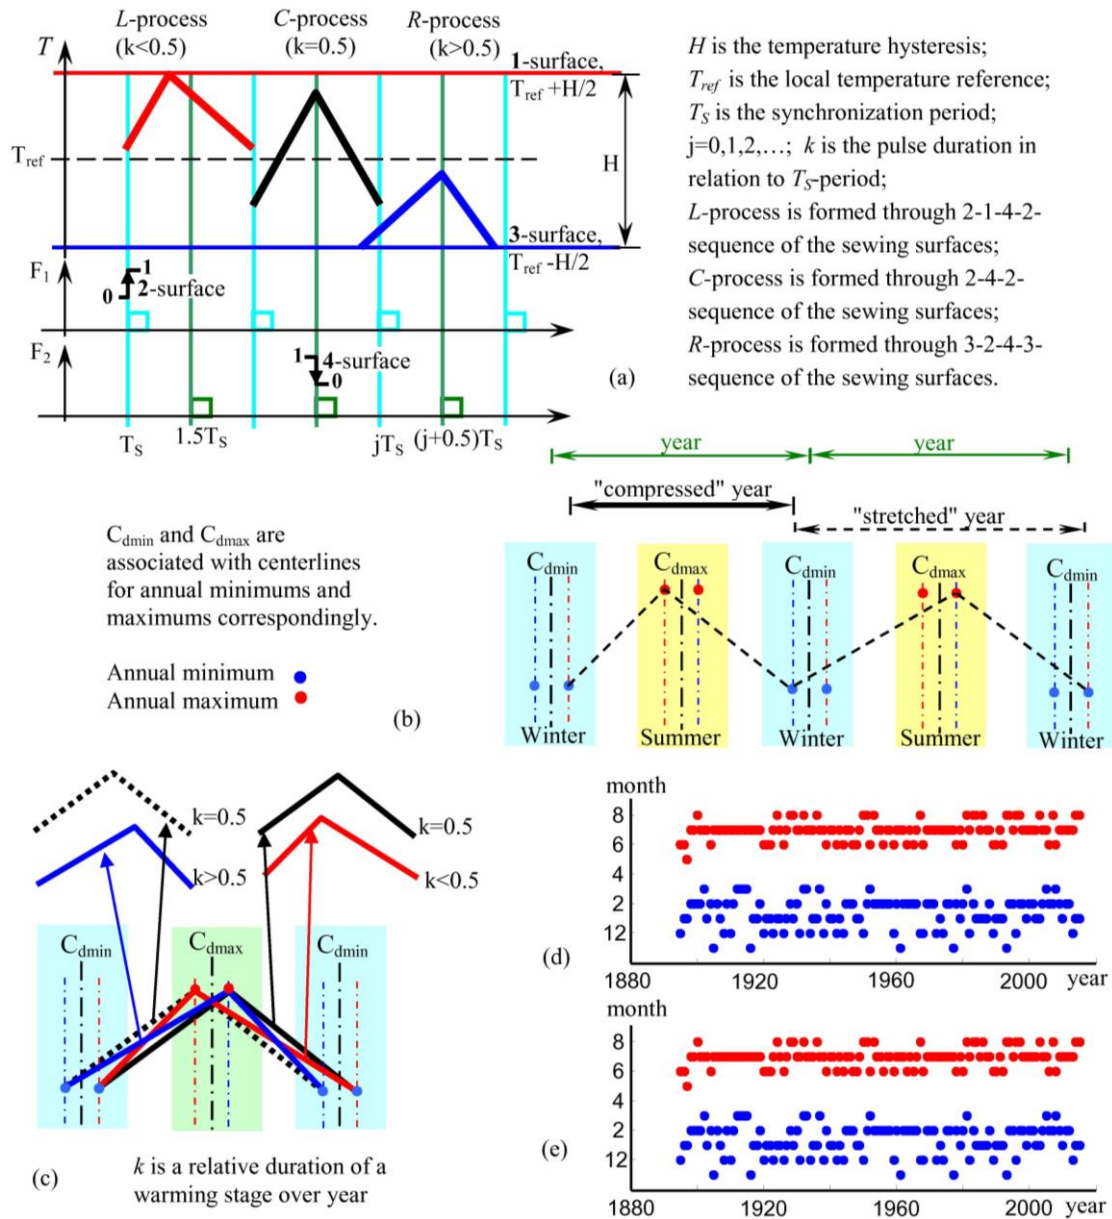 L-process
(k<0.5)
C-process
(k=0.5)
R-process
(k>0.5)
T
1-surface,
Tref +H/2
Tref
H
3-surface,
Tref -H/2
F1
1
0
2-surface
F2
1
4-surface
0
(a)
TS
1.5TS
jTS
(j+0.5)TS
H is the temperature hysteresis;
Tref is the local temperature reference;
TS is the synchronization period;
j=0,1,2,…; k is the pulse duration in
relation to TS-period;
L-process is formed through 2-1-4-2-
sequence of the sewing surfaces;
C-process is formed through 2-4-2-
sequence of the sewing surfaces;
R-process is formed through 3-2-4-3-
sequence of the sewing surfaces.
year
year
"compressed" year
"stretched" year
Cdmin and Cdmax are
associated with centerlines
for annual minimums and
maximums correspondingly.
Annual minimum
Annual maximum
(b)
Cdmin
Cdmax
Cdmin
Cdmax
Cdmin
Winter
Summer
Winter
Summer
Winter
k=0.5
k>0.5
k=0.5
k<0.5
Cdmin
Cdmax
Cdmin
(c)
k is a relative duration of a
warming stage over year
month
8
6
4
2
12
(d)
1880
1920
1960
2000
year
month
8
6
4
2
12
(e)
1880
1920
1960
2000
year